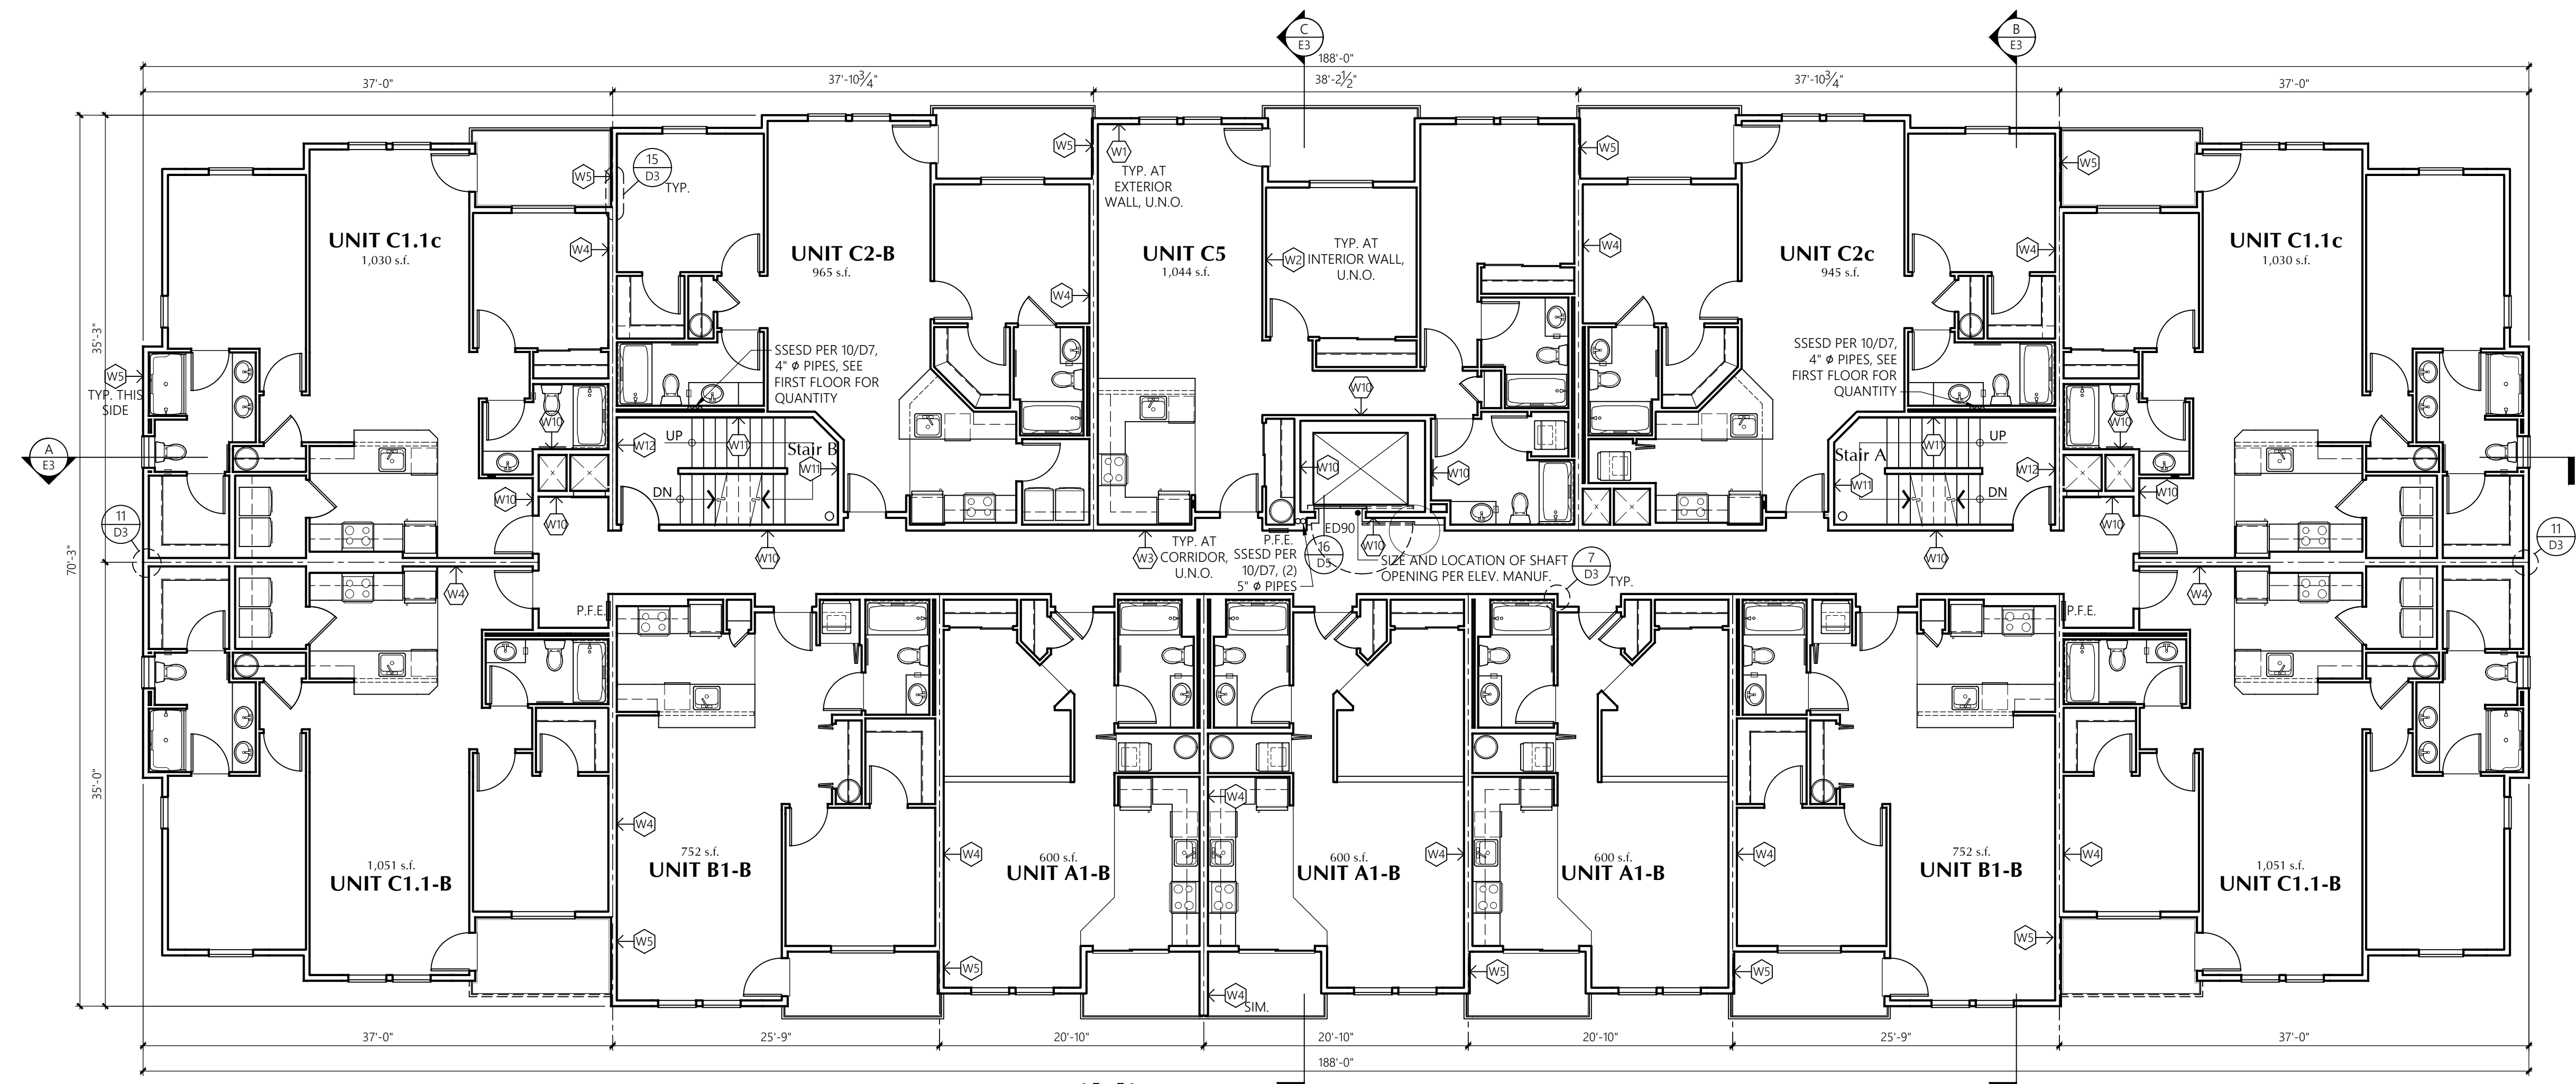 C
E3
B
E3
188'-0"
37'-0"
37'-10¾"
38'-2½"
37'-10¾"
37'-0"
W5
15
D3
TYP.
W5
W1
TYP. AT
EXTERIOR
WALL, U.N.O.
W5
W5
UNIT C1.1c
1,030 s.f.
W4
UNIT C2-B
965 s.f.
W4
UNIT C5
1,044 s.f.
W2
TYP. AT
INTERIOR WALL,
U.N.O.
W4
UNIT C2c
945 s.f.
W4
UNIT C1.1c
1,030 s.f.
35'-3"
70'-3"
35'-0"
W5
TYP. THIS
SIDE
SSESD PER 10/D7,
4" ø PIPES, SEE
FIRST FLOOR FOR
QUANTITY
W10
SSESD PER 10/D7,
4" ø PIPES, SEE
FIRST FLOOR FOR
QUANTITY
A
E3
W10
W12
UP
W11
Stair B
W11
DN
W10
W10
W10
W10
Stair A
W11
W11
UP
W12
DN
W10
W10
W10
11
D3
W10
W3
TYP. AT
CORRIDOR,
U.N.O.
P.F.E.
SSESD PER
10/D7, (2)
5" ø PIPES
ED90
16
D5
W10
SIZE AND LOCATION OF SHAFT
OPENING PER ELEV. MANUF.
7
D3
TYP.
W10
11
D3
W4
P.F.E.
W4
P.F.E.
W4
W4
W4
W4
W4
W4
1,051 s.f.
UNIT C1.1-B
752 s.f.
UNIT B1-B
600 s.f.
UNIT A1-B
600 s.f.
UNIT A1-B
600 s.f.
UNIT A1-B
752 s.f.
UNIT B1-B
1,051 s.f.
UNIT C1.1-B
W5
W5
W4
SIM.
W5
W5
W5
37'-0"
25'-9"
20'-10"
20'-10"
20'-10"
25'-9"
37'-0"
188'-0"